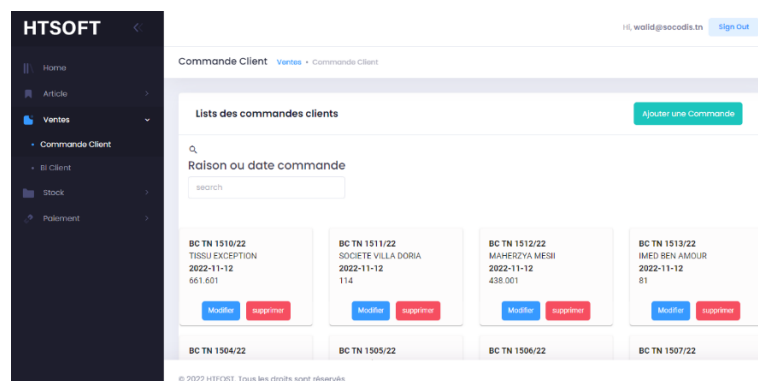 HTSOFT
Hi, walid@socodis.tn Sign Out
Commande Client Ventes • Commande Client
Home
Article
Ventes
Commande Client
Bl Client
Stock
Paiement
Lists des commandes clients
Ajouter une Commande
Raison ou date commande
search
BC TN 1510/22
TISSU EXCEPTION
2022-11-12
661.601
Modifier supprimer
BC TN 1511/22
SOCIETE VILLA DORIA
2022-11-12
114
Modifier supprimer
BC TN 1512/22
MAHERZYA MESII
2022-11-12
438.001
Modifier supprimer
BC TN 1513/22
IMED BEN AMOUR
2022-11-12
81
Modifier supprimer
BC TN 1504/22
BC TN 1505/22
BC TN 1506/22
BC TN 1507/22
© 2022 HTFOST. Tous les droits sont réservés